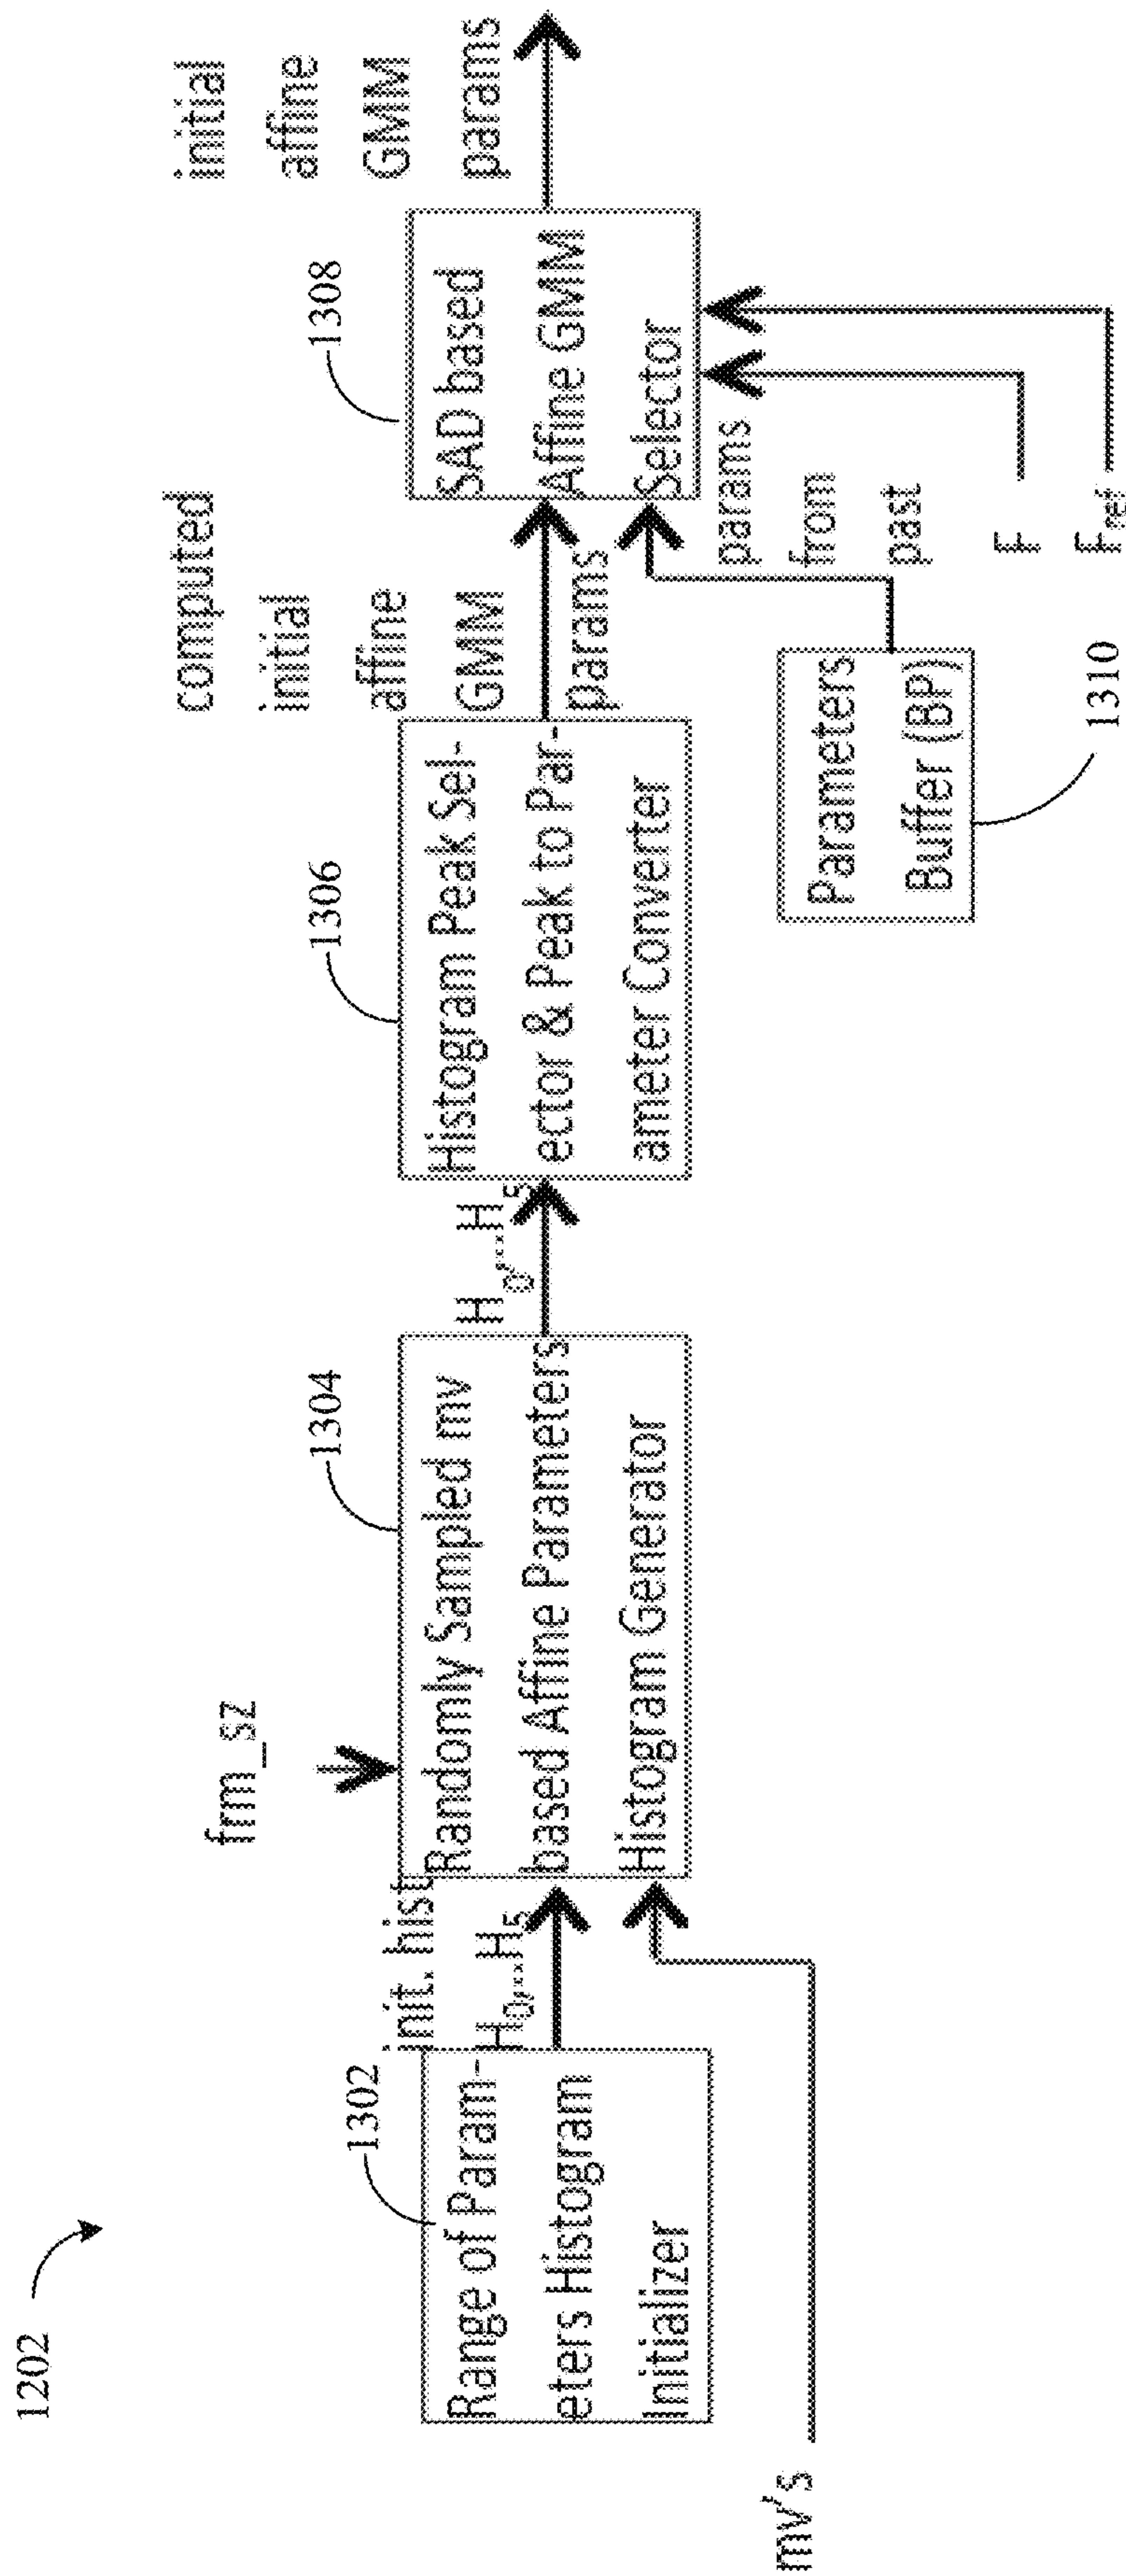 1202
Range of Param-
eters Histogram
Initializer
1302
init. hist
H0,...H5
mv's
frm_sz
Randomly Sampled mv
based Affine Parameters
Histogram Generator
1304
H0,...H5
Histogram Peak Sel-
ector & Peak to Par-
ameter Converter
1306
computed
initial
affine
GMM
params
SAD based
Affine GMM
Selector
1308
Parameters
Buffer (BP)
1310
params
from
past
F
Fref
initial
affine
GMM
params